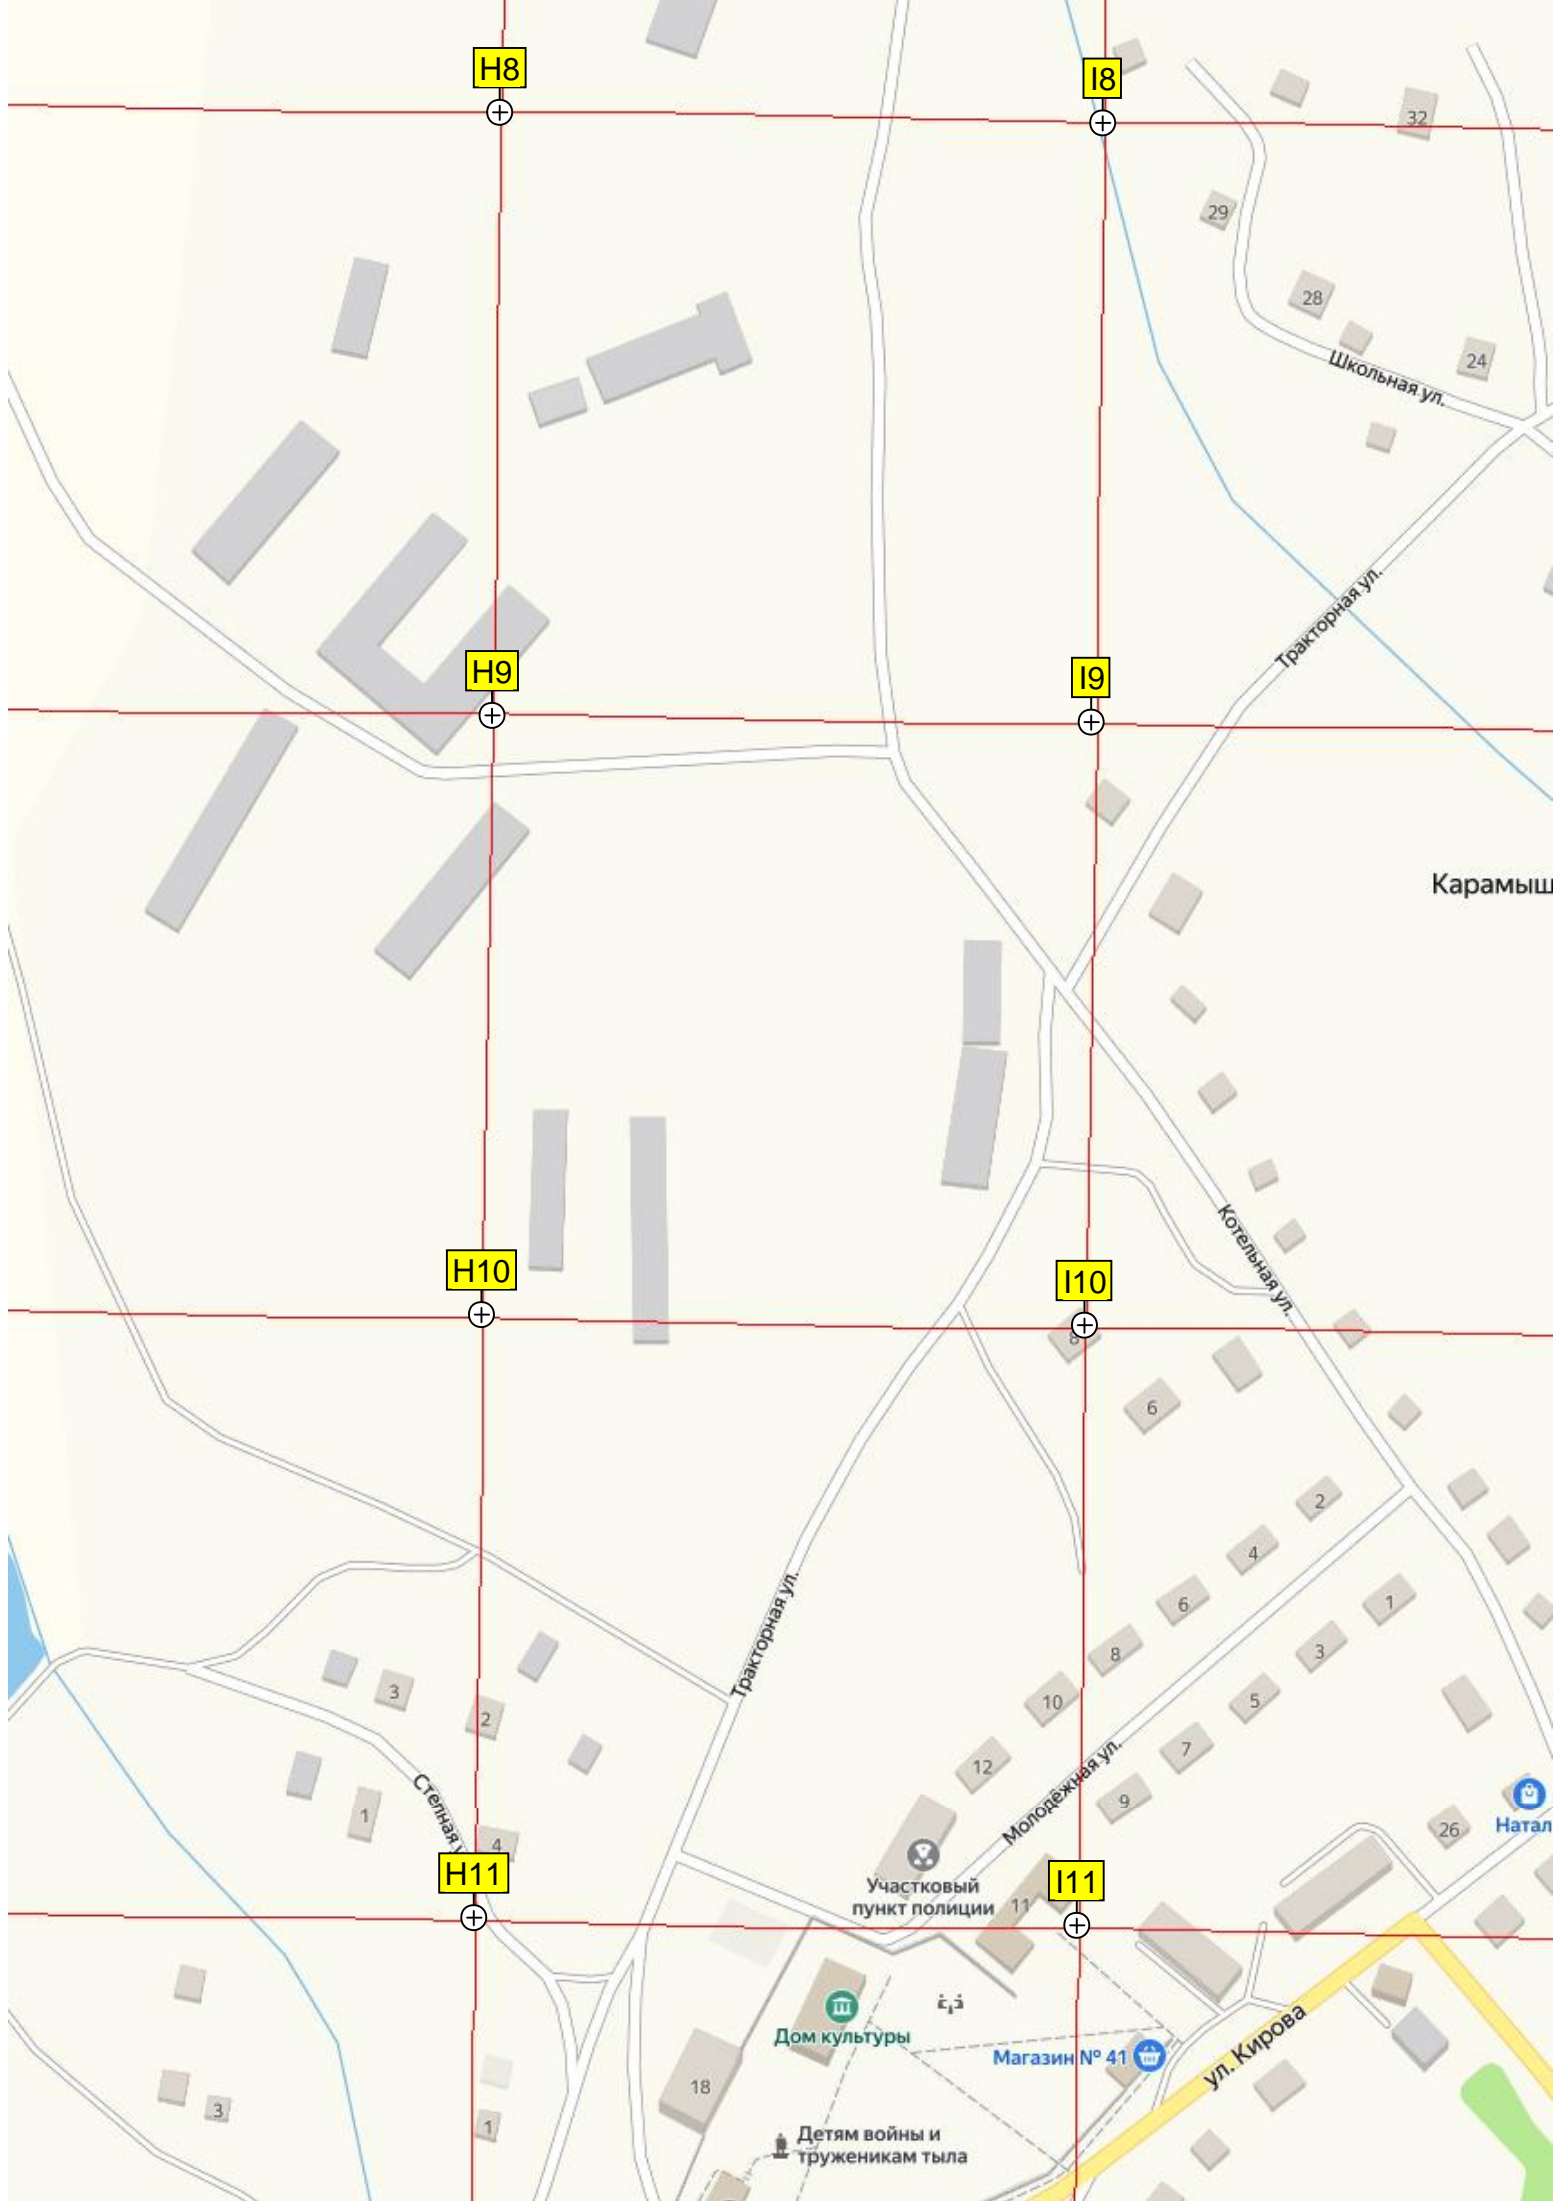 H8
I8
32
29
28
24
Школьная ул.
Тракторная ул.
H9
I9
Карамыш
H10
I10
Котельная ул.
8
6
2
4
6
1
8
3
10
5
12
7
9
Тракторная ул.
3
2
1
Степная у
4
Молодёжная ул.
26
Натал
H11
I11
Участковый
пункт полиции
11
Дом культуры
Магазин № 41
ул. Кирова
18
3
1
Детям войны и
труженикам тыла